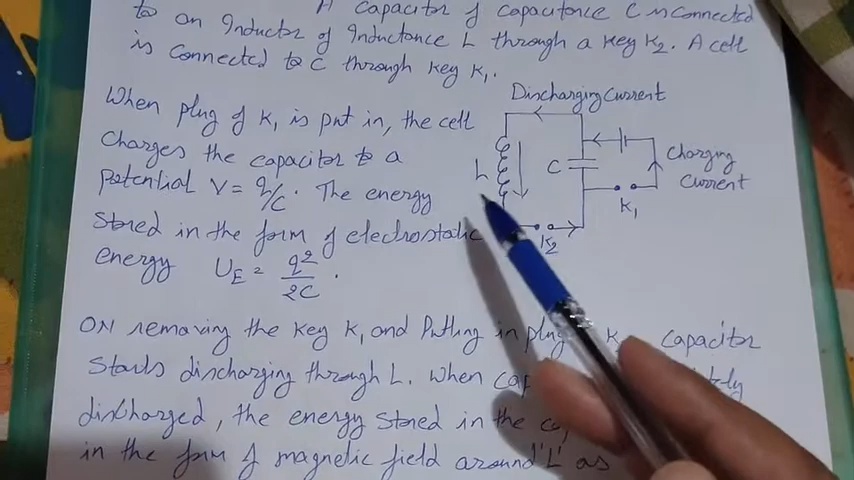 A capacitor of capacitance C is connected
to an Inductor of Inductance L through a key K2. A cell
is connected to C through key K1.
When plug of K1 is put in, the cell
charges the capacitor to a
potential V = q/C. The energy
stored in the form of electrostatic
energy UE = q²/2C.
Discharging Current
L
C
Charging
Current
K1
K2
ON removing the key K1 and Putting in plug K capacitor
starts discharging through L. When
discharged, the energy stored in the
in the form of magnetic field around 'L' as